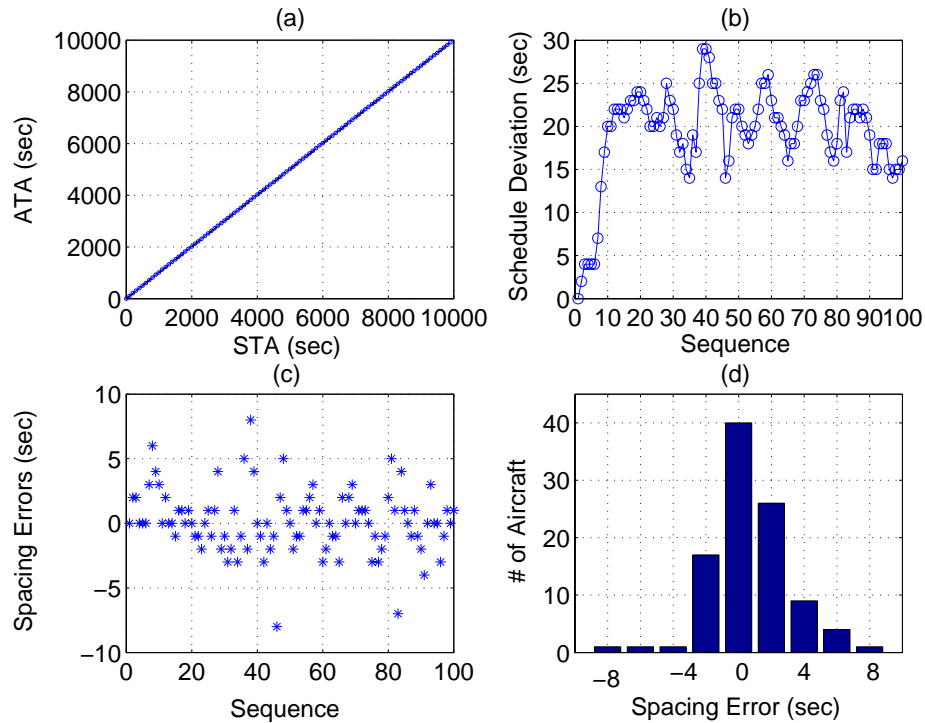 (a)
10000
8000
6000
4000
2000
0
ATA (sec)
0 2000 4000 6000 8000 10000
STA (sec)
(b)
30
25
20
15
10
5
0
Schedule Deviation (sec)
0 10 20 30 40 50 60 70 80 90100
Sequence
(c)
10
5
0
−5
−10
Spacing Errors (sec)
0 20 40 60 80 100
Sequence
(d)
40
30
20
10
0
# of Aircraft
−8 −4 0 4 8
Spacing Error (sec)